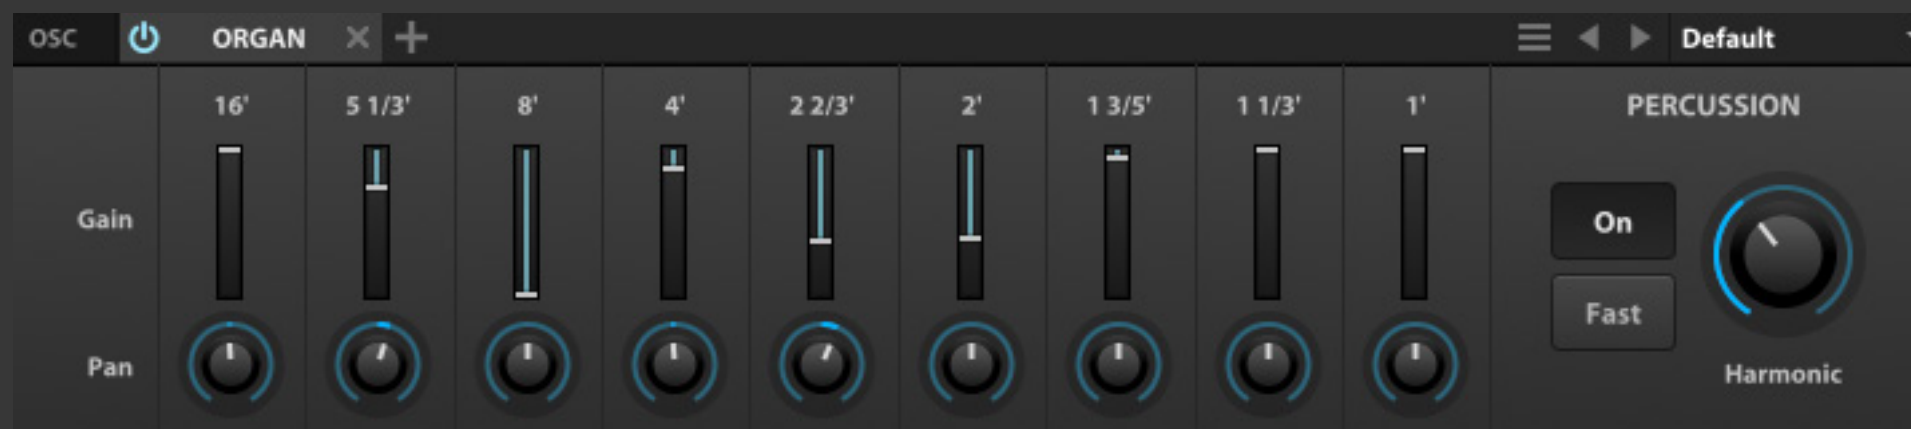 OSC ORGAN Default
16' 5 1/3' 8' 4' 2 2/3' 2' 1 3/5' 1 1/3' 1' PERCUSSION
Gain On
Fast
Pan Harmonic